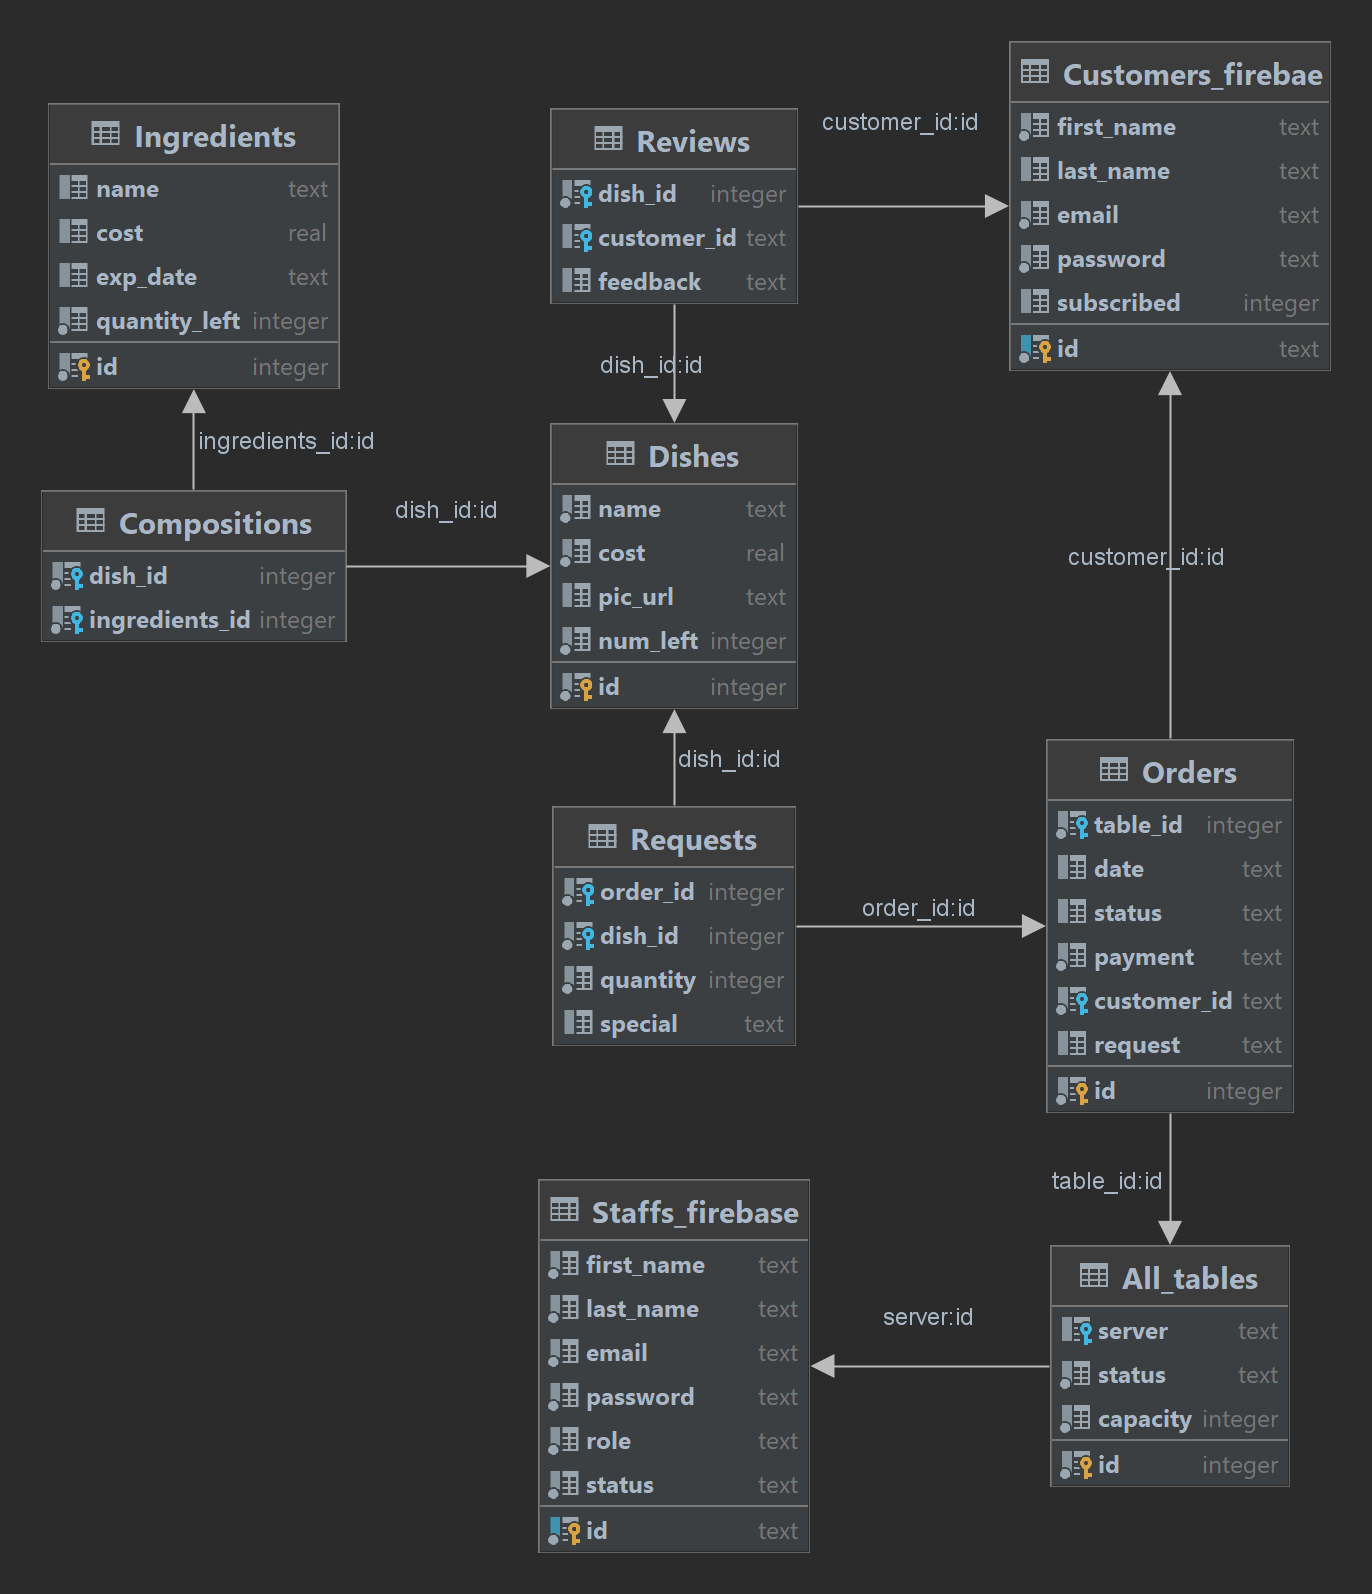 Ingredients
name text
cost real
exp_date text
quantity_left integer
id integer
ingredients_id:id
Compositions
dish_id integer
ingredients_id integer
dish_id:id
Reviews
dish_id integer
customer_id text
feedback text
customer_id:id
dish_id:id
Dishes
name text
cost real
pic_url text
num_left integer
id integer
dish_id:id
Requests
order_id integer
dish_id integer
quantity integer
special text
order_id:id
Customers_firebae
first_name text
last_name text
email text
password text
subscribed integer
id text
customer_id:id
Orders
table_id integer
date text
status text
payment text
customer_id text
request text
id integer
table_id:id
All_tables
server text
status text
capacity integer
id integer
server:id
Staffs_firebase
first_name text
last_name text
email text
password text
role text
status text
id text